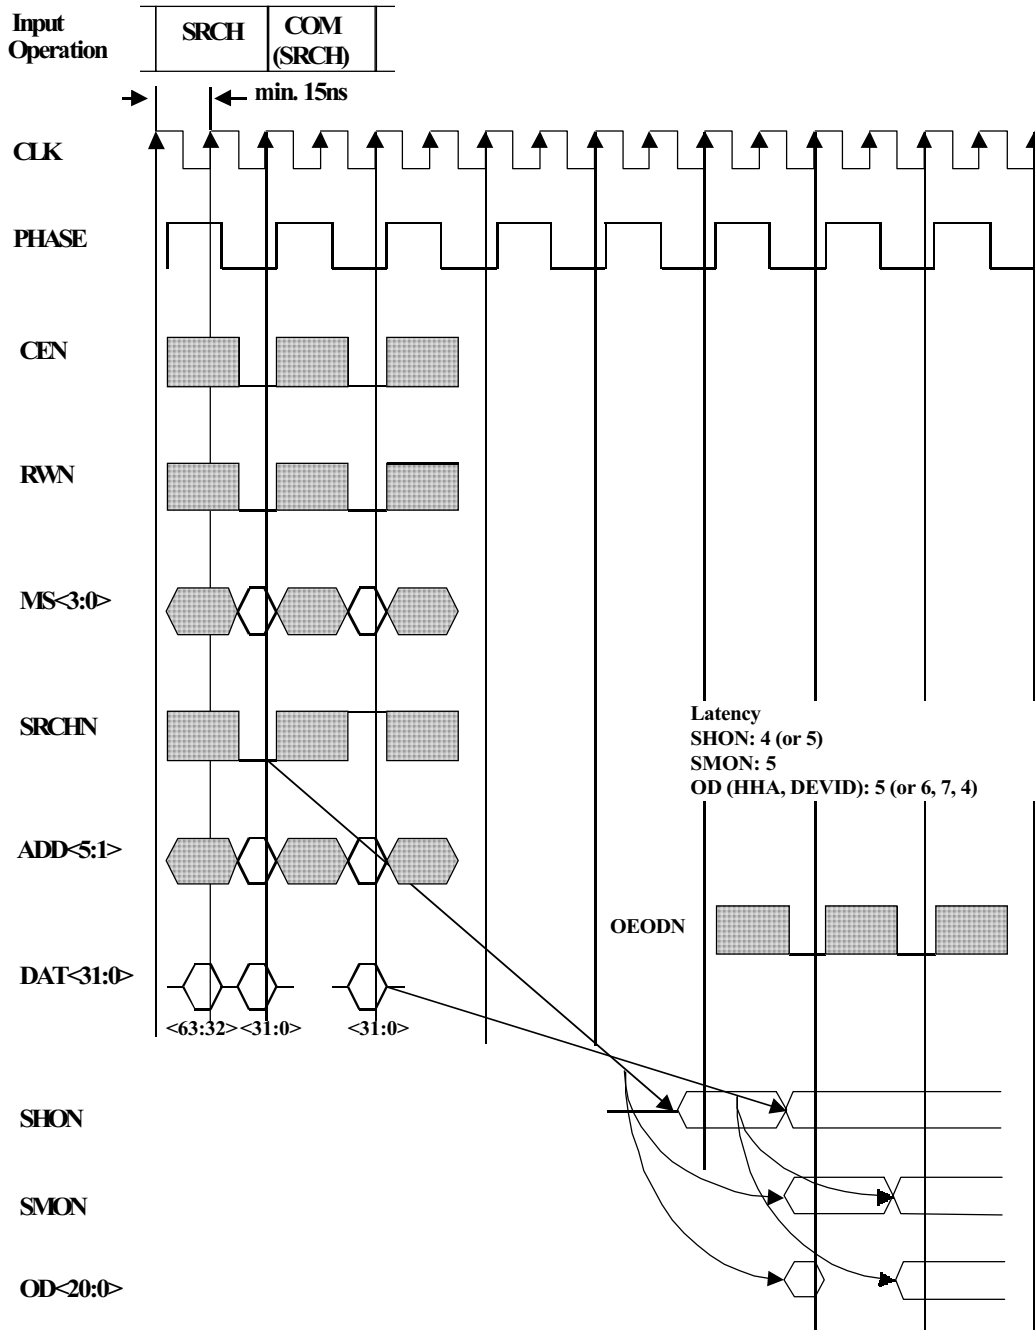 Input
Operation
SRCH
COM
(SRCH)
min. 15ns
CLK
PHASE
CEN
RWN
MS<3:0>
SRCHN
Latency
SHON: 4 (or 5)
SMON: 5
OD (HHA, DEVID): 5 (or 6, 7, 4)
ADD<5:1>
OEODN
DAT<31:0>
<63:32> <31:0> <31:0>
SHON
SMON
OD<20:0>